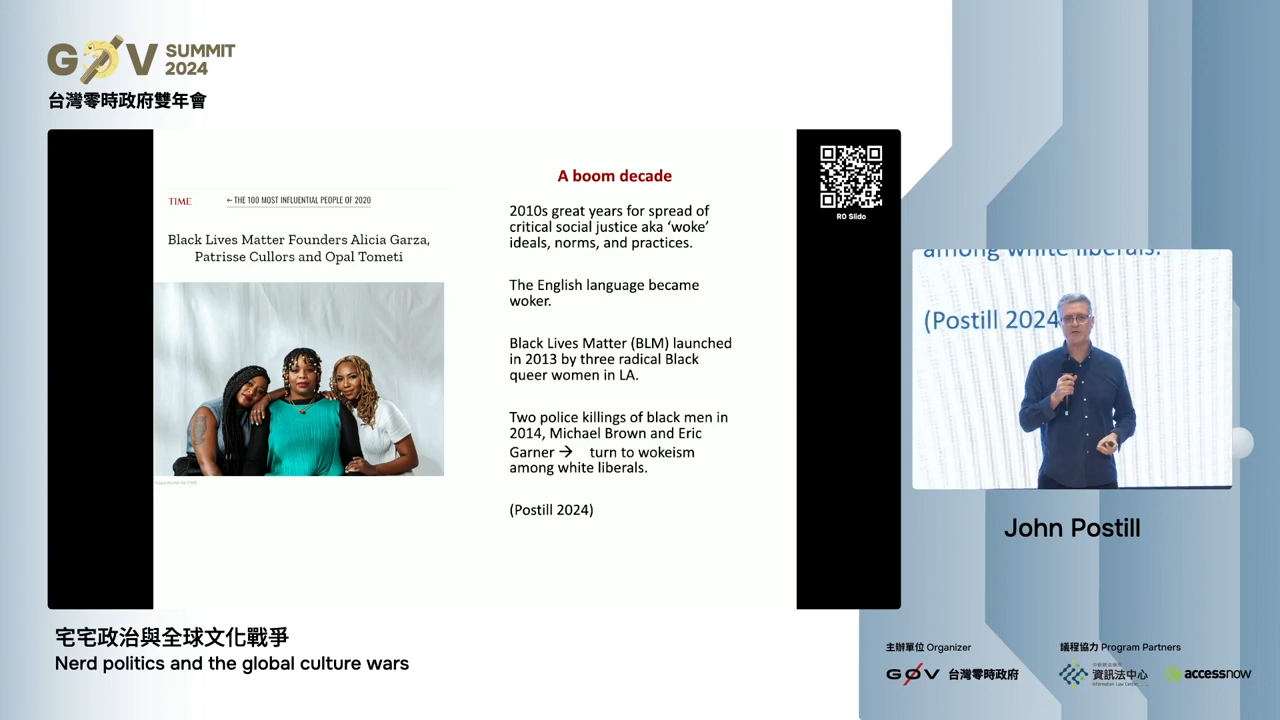 G0V SUMMIT 2024
台灣零時政府雙年會
TIME
← THE 100 MOST INFLUENTIAL PEOPLE OF 2020
Black Lives Matter Founders Alicia Garza,
Patrisse Cullors and Opal Tometi
A boom decade
2010s great years for spread of
critical social justice aka ‘woke’
ideals, norms, and practices.
The English language became
woker.
Black Lives Matter (BLM) launched
in 2013 by three radical Black
queer women in LA.
Two police killings of black men in
2014, Michael Brown and Eric
Garner → turn to wokeism
among white liberals.
(Postill 2024)
R0 Slido
among white liberals.
(Postill 2024
John Postill
宅宅政治與全球文化戰爭
Nerd politics and the global culture wars
主辦單位 Organizer
G0V 台灣零時政府
議程協力 Program Partners
資訊法中心
Information Law Center
accessnow